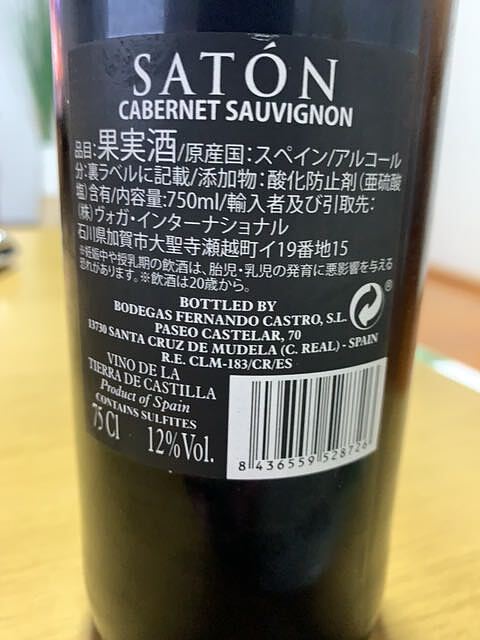 SATÓN
CABERNET SAUVIGNON
品目:果実酒/原産国:スペイン/アルコール
分:裏ラベルに記載/添加物:酸化防止剤(亜硫酸
塩)含有/内容量:750ml/輸入者及び引取先:
(株)ヴォガ・インターナショナル
石川県加賀市大聖寺瀬越町イ19番地15
※妊娠中や授乳期の飲酒は、胎児・乳児の発育に悪影響を与える
恐れがあります。※飲酒は20歳から。
BOTTLED BY
BODEGAS FERNANDO CASTRO, S.L.
PASEO CASTELAR, 70
13730 SANTA CRUZ DE MUDELA (C. REAL) - SPAIN
R.E. CLM-183/CR/ES
VINO DE LA
TIERRA DE CASTILLA
Product of Spain
CONTAINS SULFITES
75 Cl 12%Vol.
8 436559 528726
®